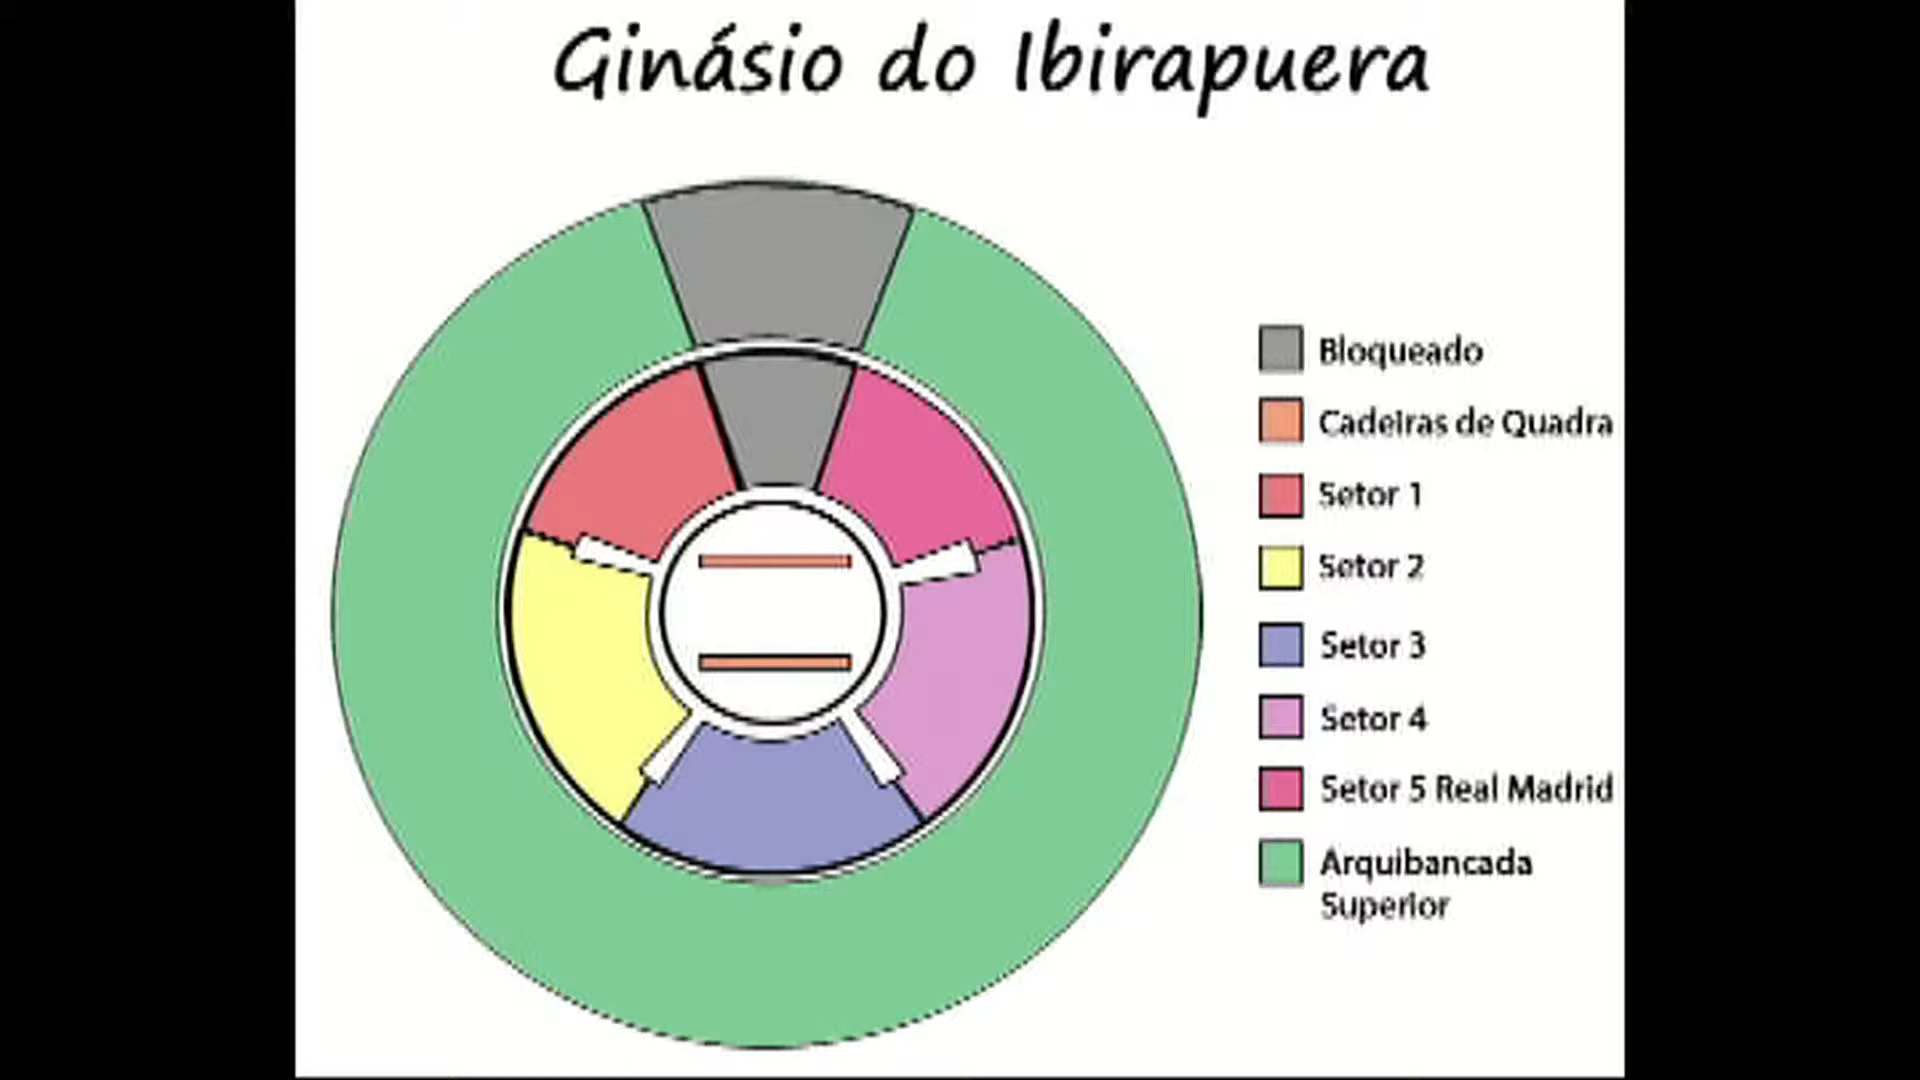 Ginásio do Ibirapuera
Bloqueado
Cadeiras de Quadra
Setor 1
Setor 2
Setor 3
Setor 4
Setor 5 Real Madrid
Arquibancada
Superior